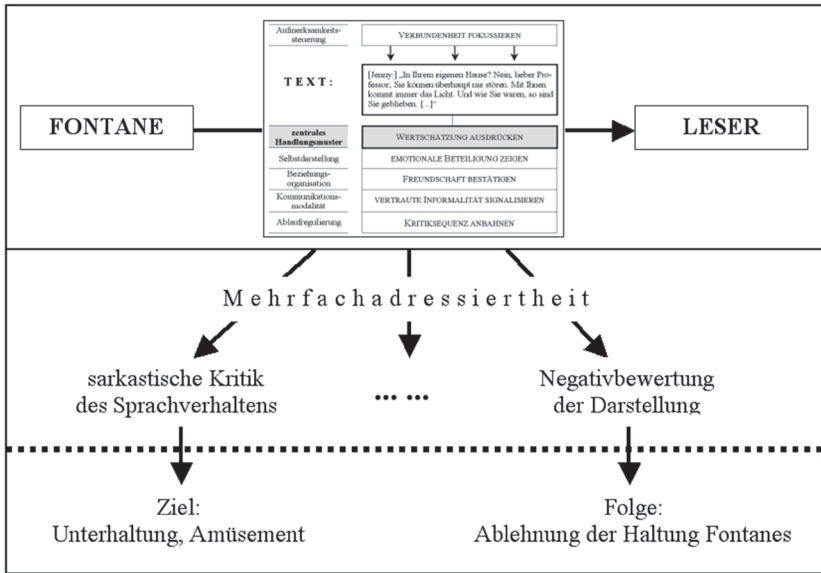 Aufmerksamkeits-
steuerung
VERBUNDENHEIT FOKUSSIEREN
TEXT:
[Jenny:] „In Ihrem eigenen Hause? Nein, lieber Pro-
fessor; Sie können überhaupt nie stören. Mit Ihnen
kommt immer das Licht. Und wie Sie waren, so sind
Sie geblieben. [...]“
FONTANE
LESER
zentrales
Handlungsmuster
WERTSCHÄTZUNG AUSDRÜCKEN
Selbstdarstellung
EMOTIONALE BETEILIGUNG ZEIGEN
Beziehungs-
organisation
FREUNDSCHAFT BESTÄTIGEN
Kommunikations-
modalität
VERTRAUTE INFORMALITÄT SIGNALISIEREN
Ablaufregulierung
KRITIKSEQUENZ ANBAHNEN
Mehrfachadressiertheit
sarkastische Kritik
des Sprachverhaltens
... ...
Negativbewertung
der Darstellung
Ziel:
Unterhaltung, Amüsement
Folge:
Ablehnung der Haltung Fontanes